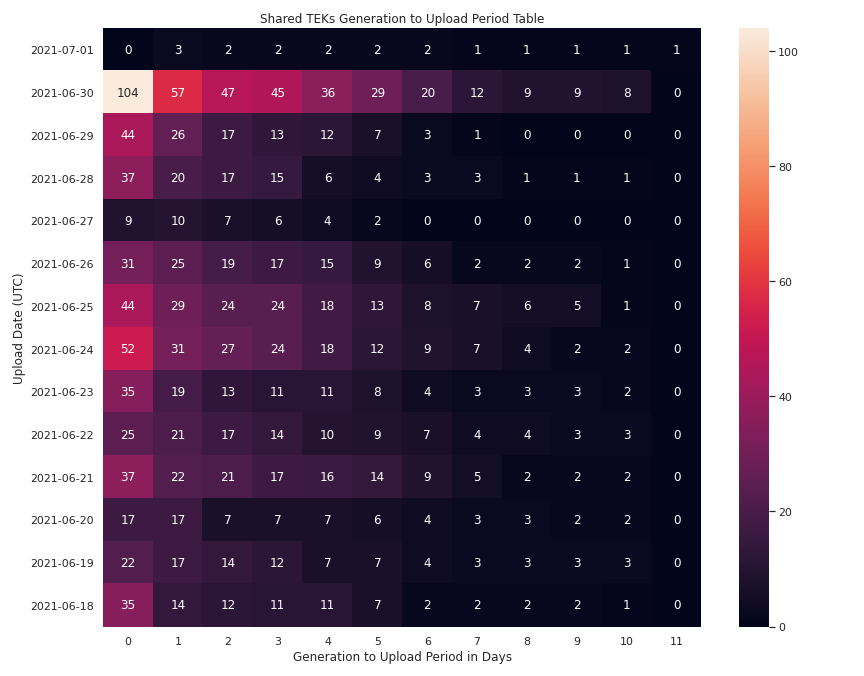 Shared TEKs Generation to Upload Period Table
2021-07-01 0 3 2 2 2 2 2 1 1 1 1 1
2021-06-30 104 57 47 45 36 29 20 12 9 9 8 0
2021-06-29 44 26 17 13 12 7 3 1 0 0 0 0
2021-06-28 37 20 17 15 6 4 3 3 1 1 1 0
2021-06-27 9 10 7 6 4 2 0 0 0 0 0 0
2021-06-26 31 25 19 17 15 9 6 2 2 2 1 0
2021-06-25 44 29 24 24 18 13 8 7 6 5 1 0
2021-06-24 52 31 27 24 18 12 9 7 4 2 2 0
2021-06-23 35 19 13 11 11 8 4 3 3 3 2 0
2021-06-22 25 21 17 14 10 9 7 4 4 3 3 0
2021-06-21 37 22 21 17 16 14 9 5 2 2 2 0
2021-06-20 17 17 7 7 7 6 4 3 3 2 2 0
2021-06-19 22 17 14 12 7 7 4 3 3 3 3 0
2021-06-18 35 14 12 11 11 7 2 2 2 2 1 0
0 1 2 3 4 5 6 7 8 9 10 11
Generation to Upload Period in Days
Upload Date (UTC)
100
80
60
40
20
0